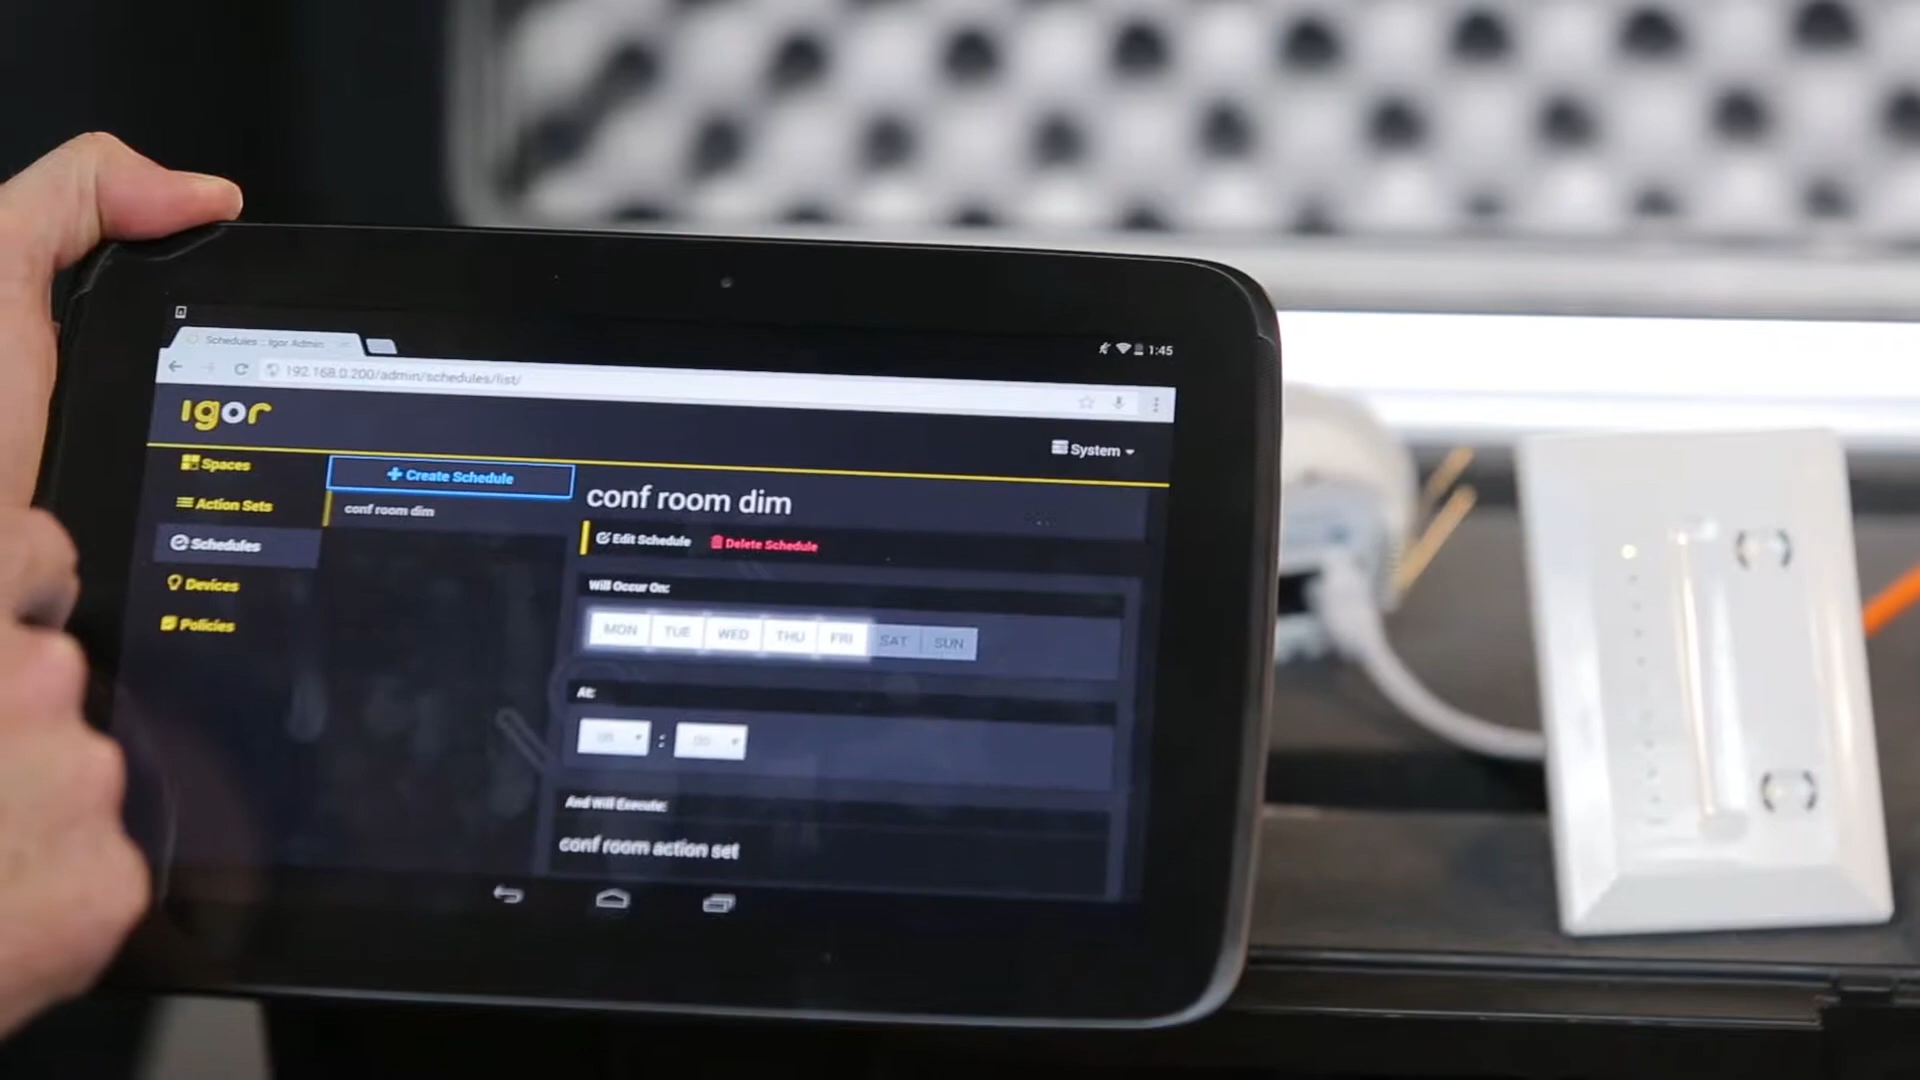 Schedules :: Igor Admin
1:45
192.168.0.200/admin/schedules/list/
igor
System
Spaces
Action Sets
Schedules
Devices
Policies
Create Schedule
conf room dim
conf room dim
Edit Schedule Delete Schedule
Will Occur On:
MON TUE WED THU FRI SAT SUN
At:
:
And Will Execute:
conf room action set